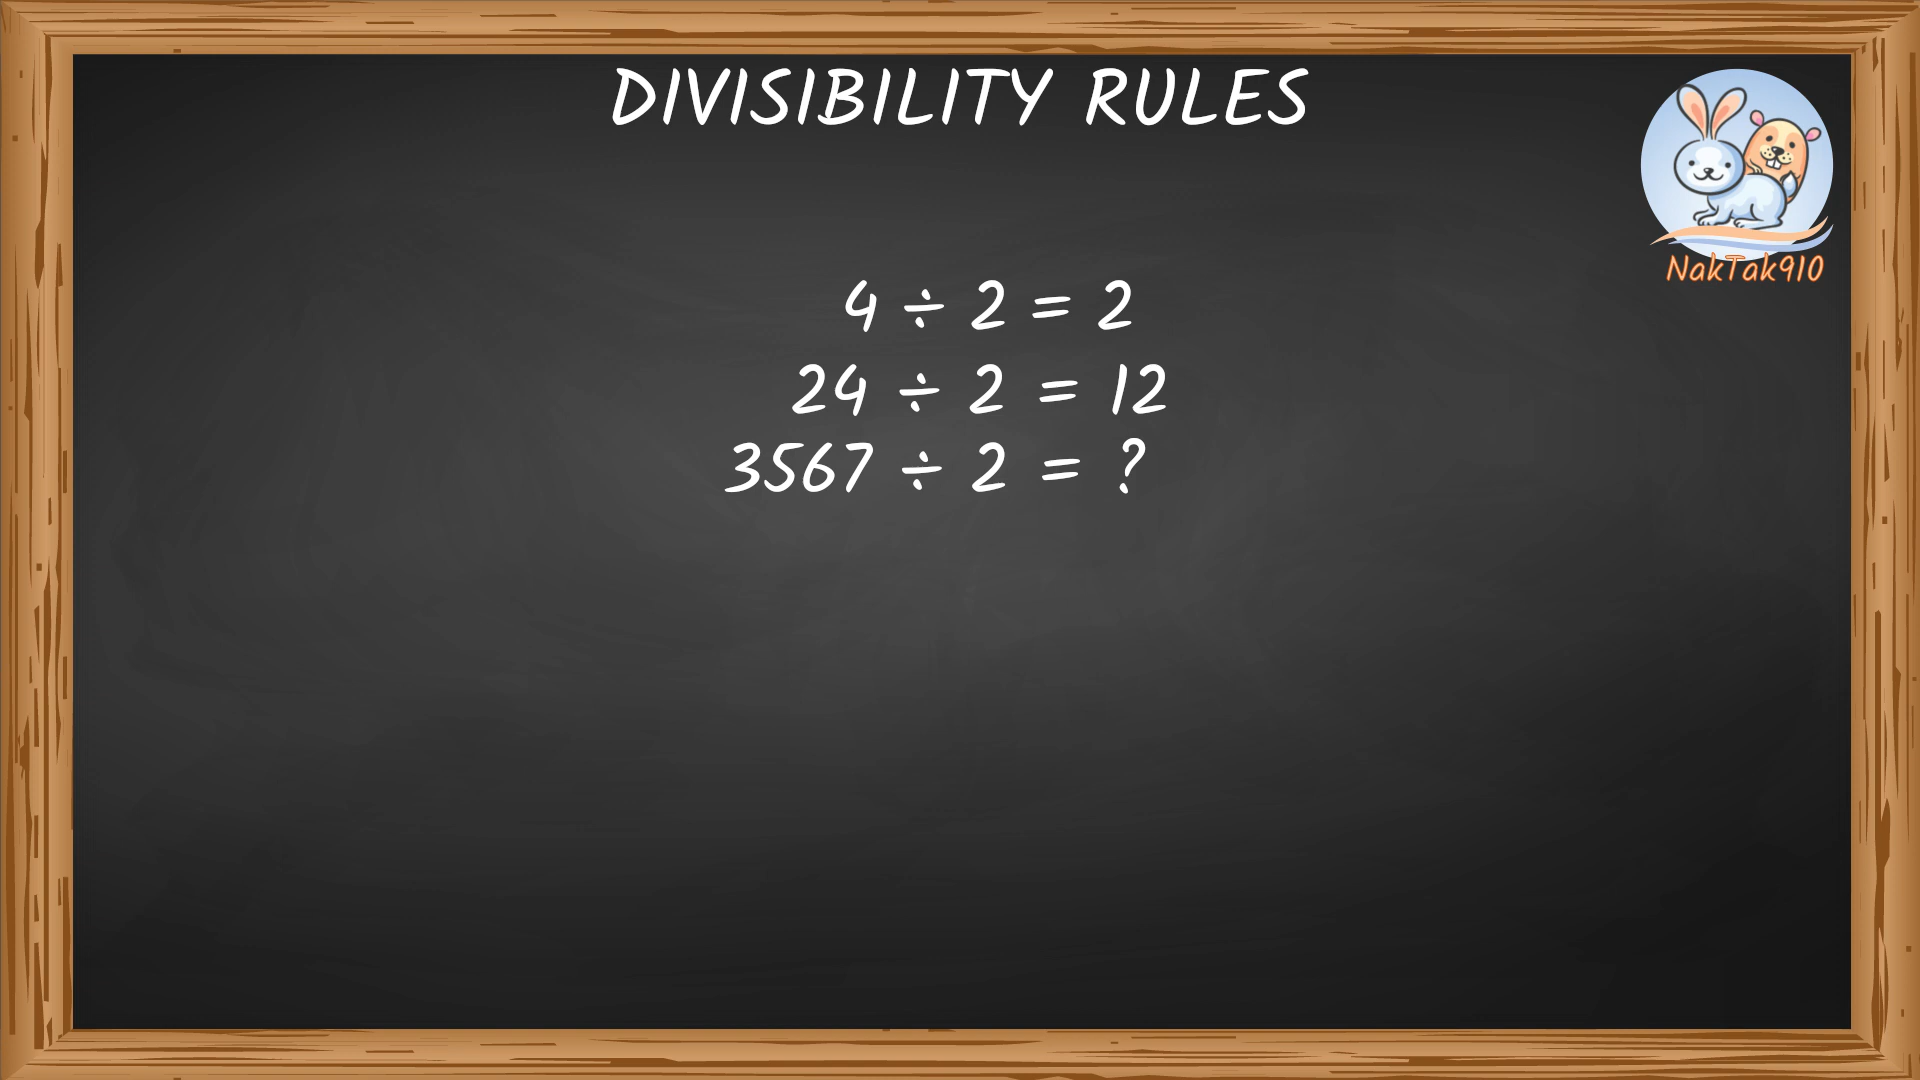 DIVISIBILITY RULES
NakTak910
4 ÷ 2 = 2
24 ÷ 2 = 12
3567 ÷ 2 = ?